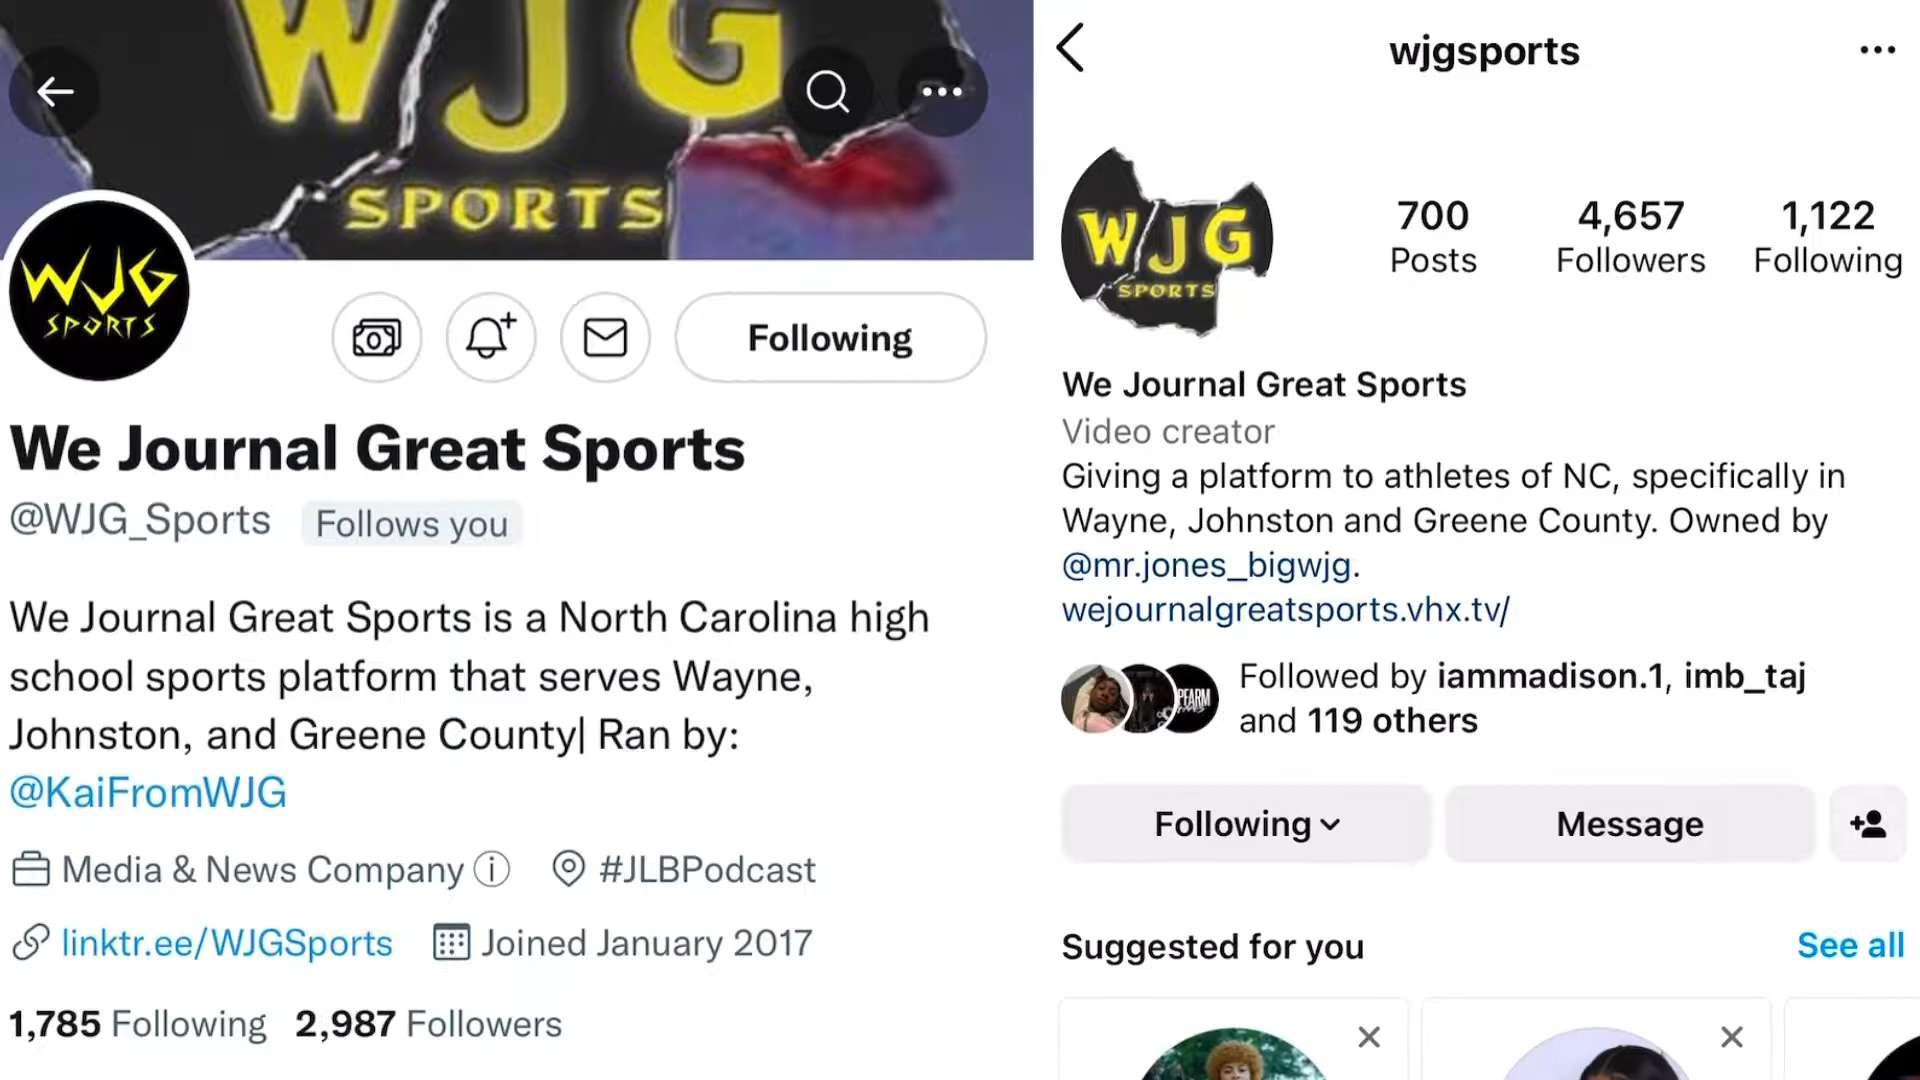 WJG
SPORTS
WJG
SPORTS
Following
We Journal Great Sports
@WJG_Sports Follows you
We Journal Great Sports is a North Carolina high
school sports platform that serves Wayne,
Johnston, and Greene County| Ran by:
@KaiFromWJG
Media & News Company #JLBPodcast
linktr.ee/WJGSports Joined January 2017
1,785 Following 2,987 Followers
wjgsports
WJG
SPORTS
700 4,657 1,122
Posts Followers Following
We Journal Great Sports
Video creator
Giving a platform to athletes of NC, specifically in
Wayne, Johnston and Greene County. Owned by
@mr.jones_bigwjg.
wejournalgreatsports.vhx.tv/
Followed by iammadison.1, imb_taj
and 119 others
Following Message
Suggested for you See all